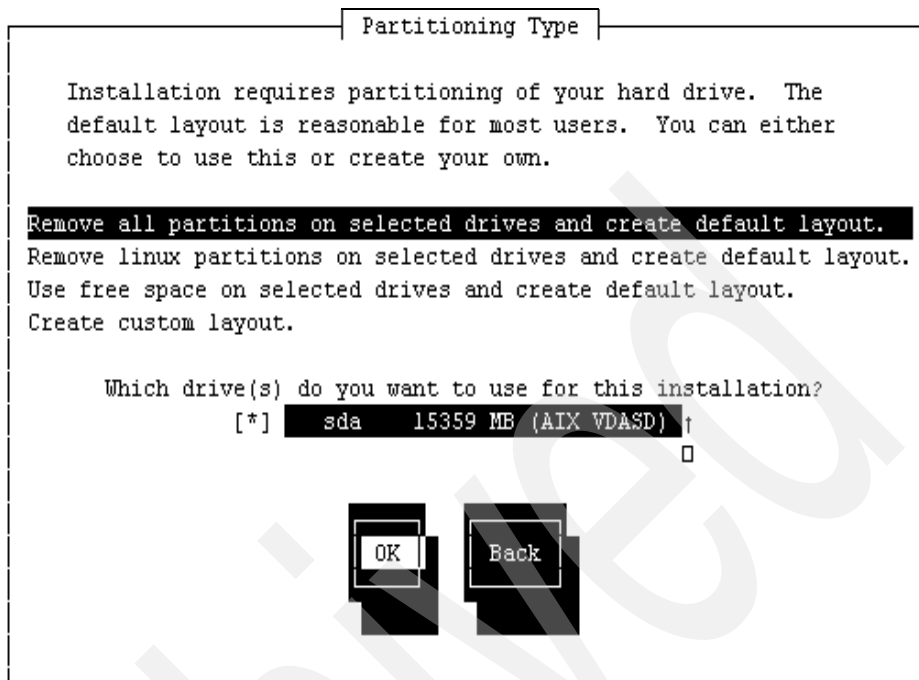 Partitioning Type
Installation requires partitioning of your hard drive.  The
default layout is reasonable for most users.  You can either
choose to use this or create your own.
Remove all partitions on selected drives and create default layout.
Remove linux partitions on selected drives and create default layout.
Use free space on selected drives and create default layout.
Create custom layout.
Which drive(s) do you want to use for this installation?
[*] sda 15359 MB (AIX VDASD) ↑
OK Back